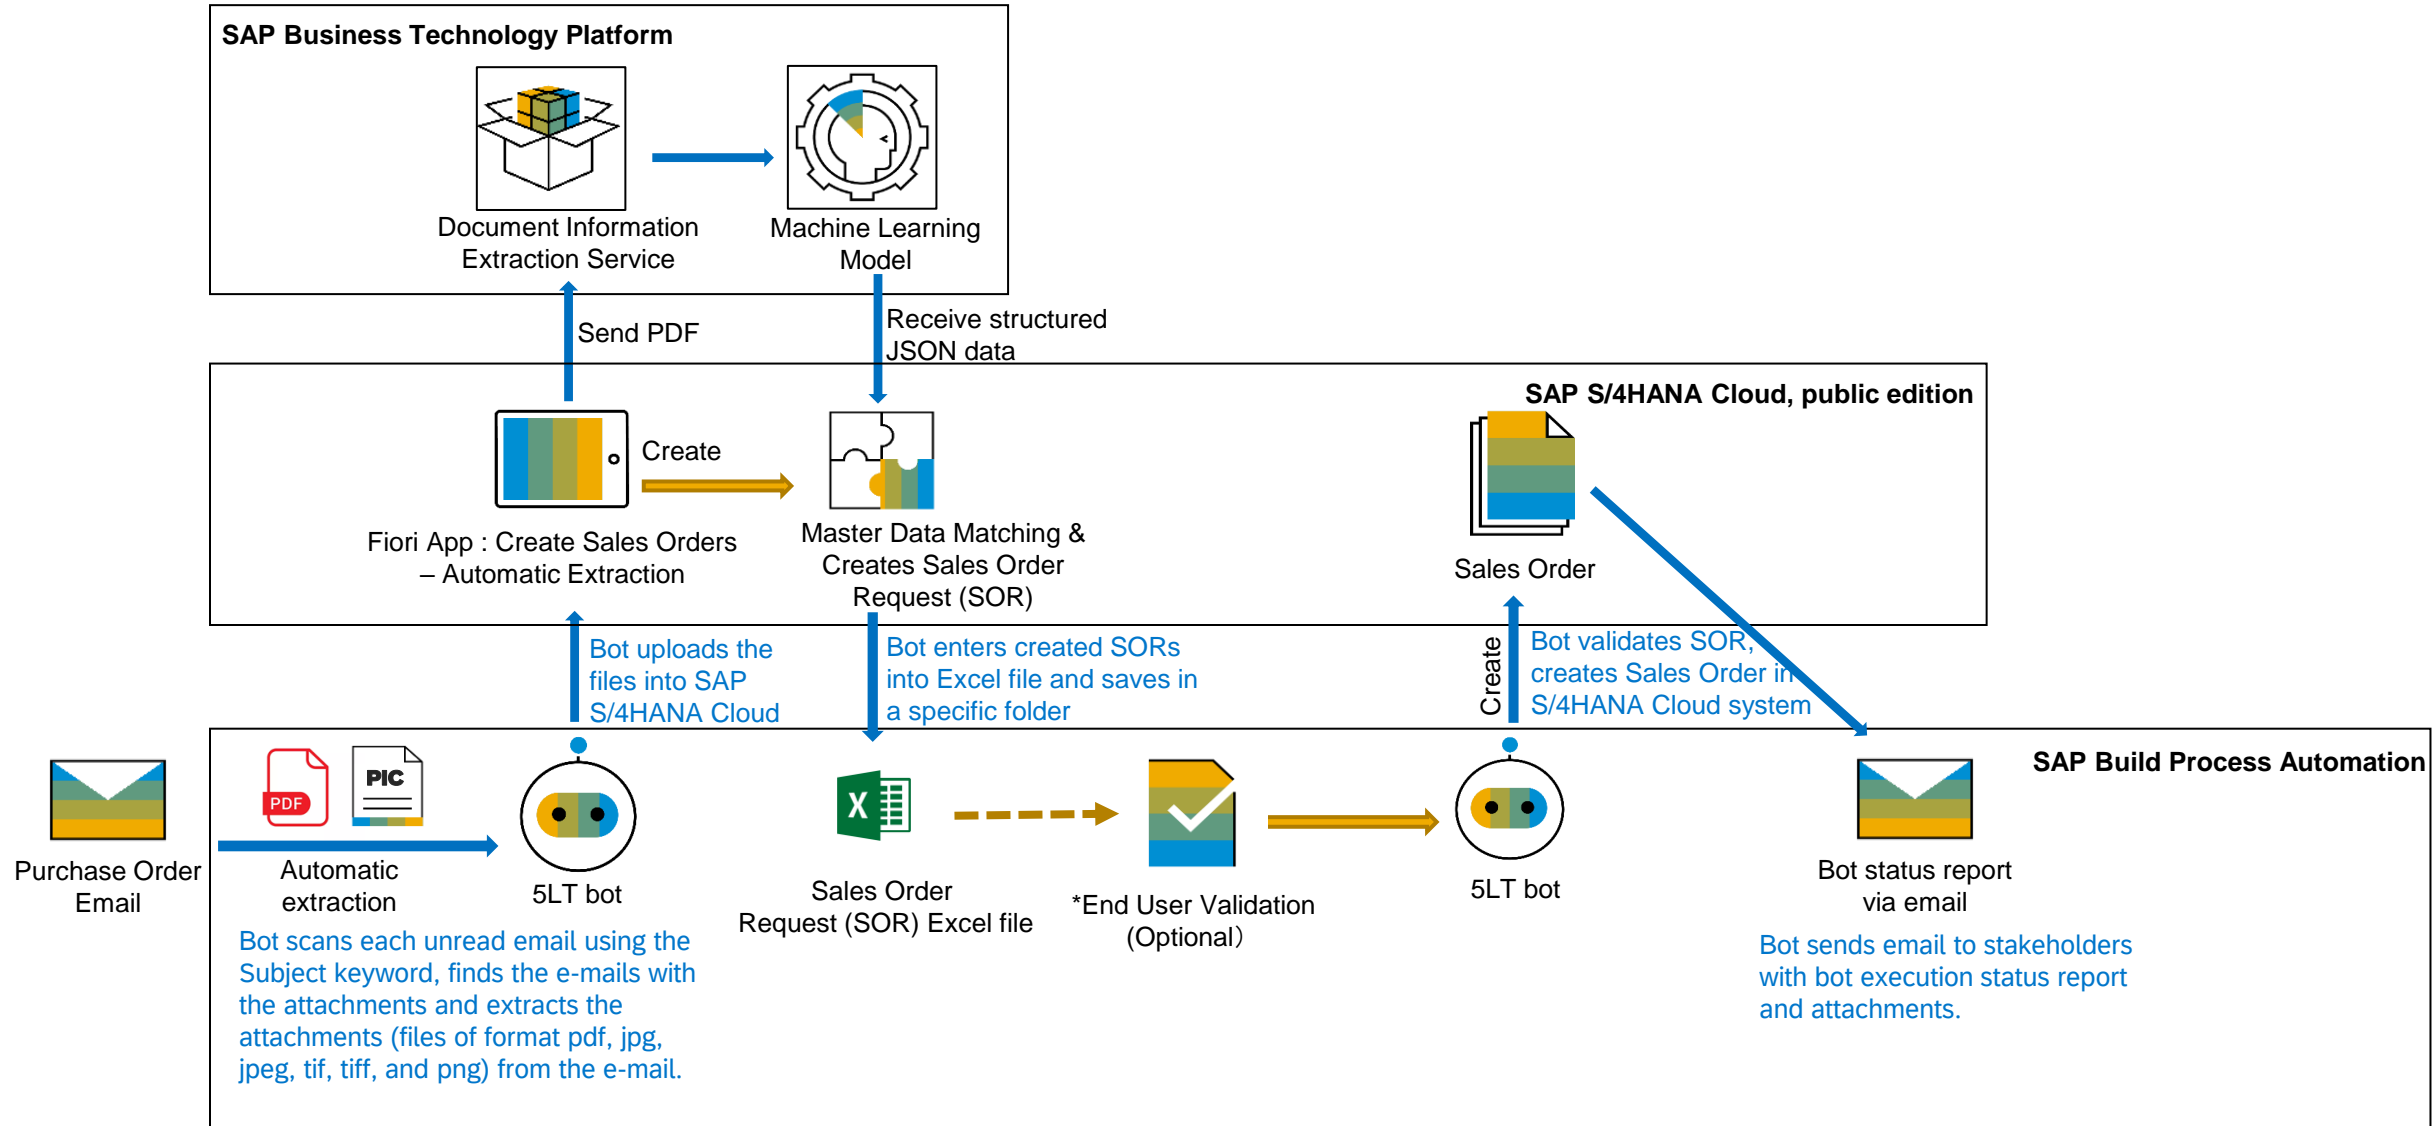 SAP Business Technology Platform
Document Information
Extraction Service
Machine Learning
Model
Send PDF
Receive structured
JSON data
SAP S/4HANA Cloud, public edition
Create
Fiori App : Create Sales Orders
– Automatic Extraction
Master Data Matching &
Creates Sales Order
Request (SOR)
Sales Order
Bot uploads the
files into SAP
S/4HANA Cloud
Bot enters created SORs
into Excel file and saves in
a specific folder
Create
Bot validates SOR,
creates Sales Order in
S/4HANA Cloud system
SAP Build Process Automation
Purchase Order
Email
PDF
PIC
Automatic
extraction
5LT bot
X
Sales Order
Request (SOR) Excel file
*End User Validation
(Optional）
5LT bot
Bot status report
via email
Bot scans each unread email using the
Subject keyword, finds the e-mails with
the attachments and extracts the
attachments (files of format pdf, jpg,
jpeg, tif, tiff, and png) from the e-mail.
Bot sends email to stakeholders
with bot execution status report
and attachments.